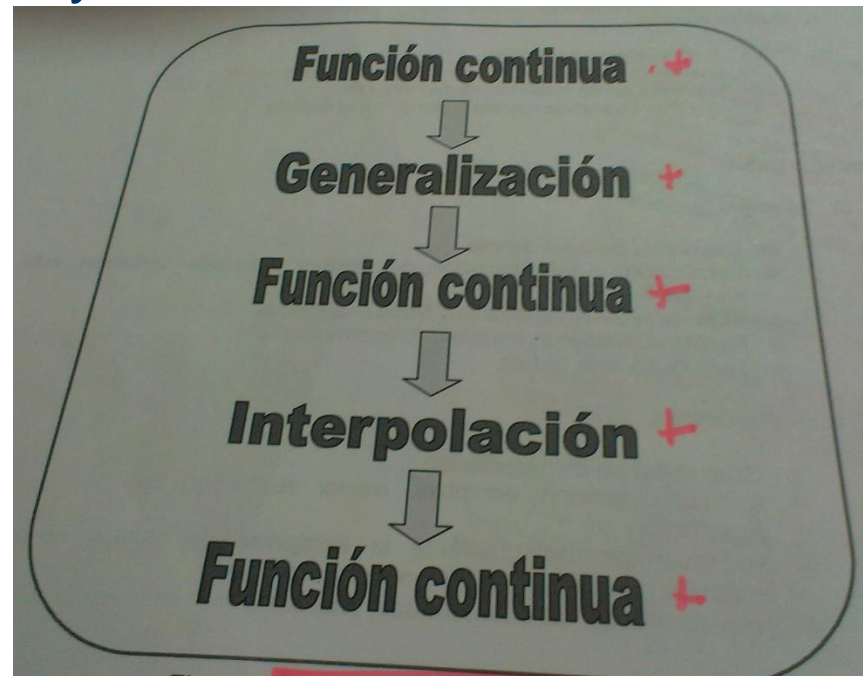 Función continua +
Generalización +
Función continua +
Interpolación +
Función continua +